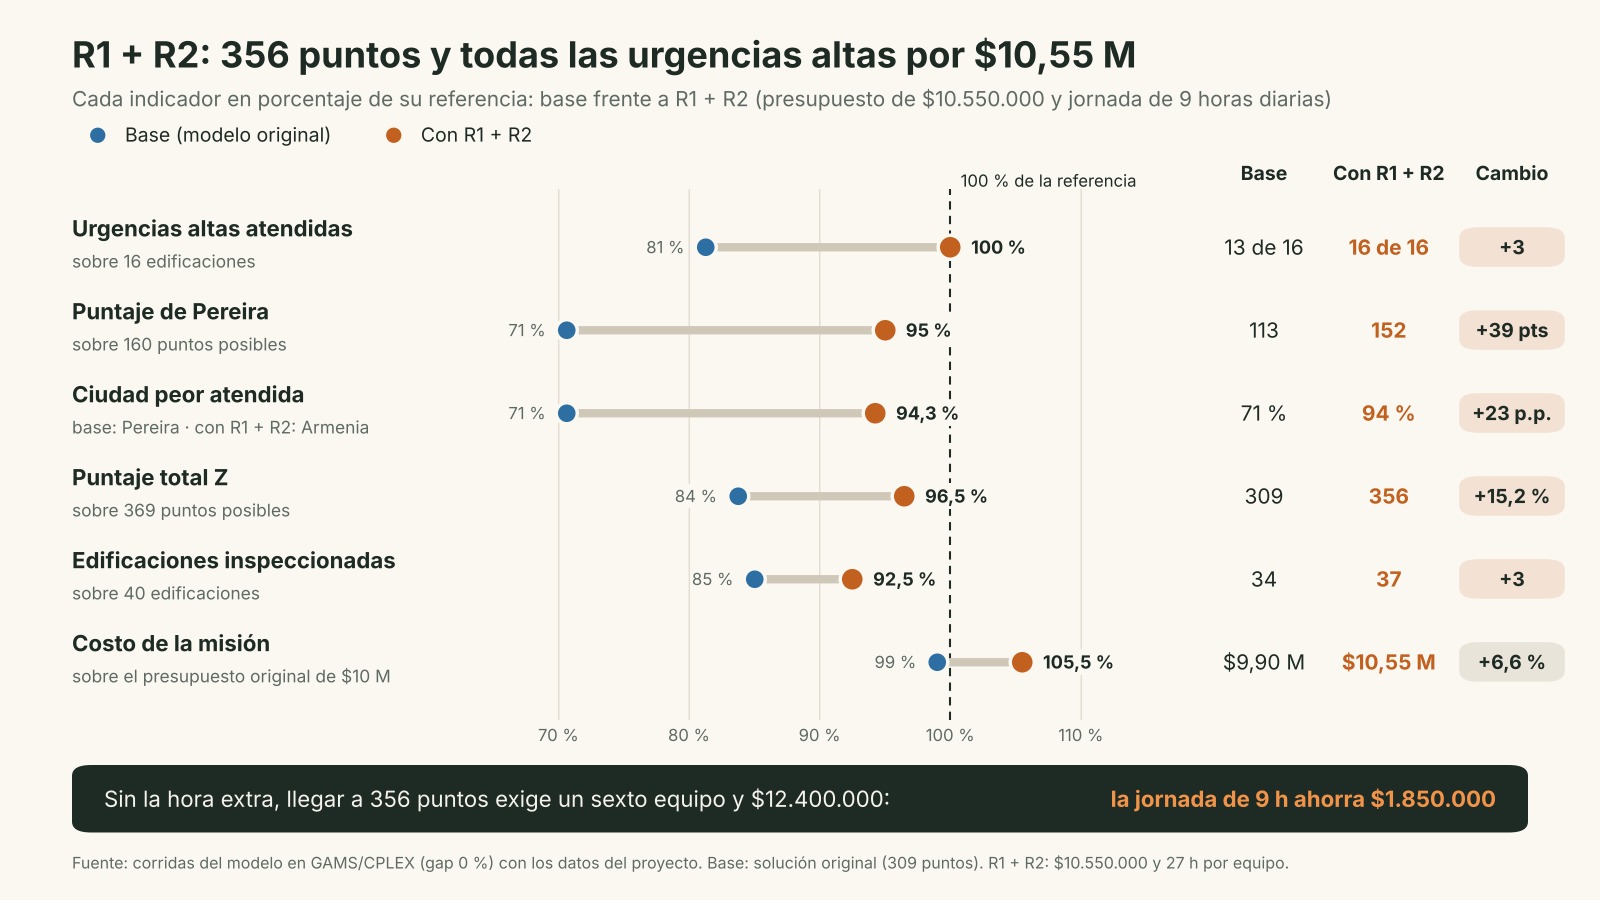 R1 + R2: 356 puntos y todas las urgencias altas por $10,55 M
Cada indicador en porcentaje de su referencia: base frente a R1 + R2 (presupuesto de $10.550.000 y jornada de 9 horas diarias)
Base (modelo original) Con R1 + R2
100 % de la referencia Base Con R1 + R2 Cambio
Urgencias altas atendidas
sobre 16 edificaciones
81 % 100 % 13 de 16 16 de 16 +3
Puntaje de Pereira
sobre 160 puntos posibles
71 % 95 % 113 152 +39 pts
Ciudad peor atendida
base: Pereira · con R1 + R2: Armenia
71 % 94,3 % 71 % 94 % +23 p.p.
Puntaje total Z
sobre 369 puntos posibles
84 % 96,5 % 309 356 +15,2 %
Edificaciones inspeccionadas
sobre 40 edificaciones
85 % 92,5 % 34 37 +3
Costo de la misión
sobre el presupuesto original de $10 M
99 % 105,5 % $9,90 M $10,55 M +6,6 %
70 % 80 % 90 % 100 % 110 %
Sin la hora extra, llegar a 356 puntos exige un sexto equipo y $12.400.000: la jornada de 9 h ahorra $1.850.000
Fuente: corridas del modelo en GAMS/CPLEX (gap 0 %) con los datos del proyecto. Base: solución original (309 puntos). R1 + R2: $10.550.000 y 27 h por equipo.